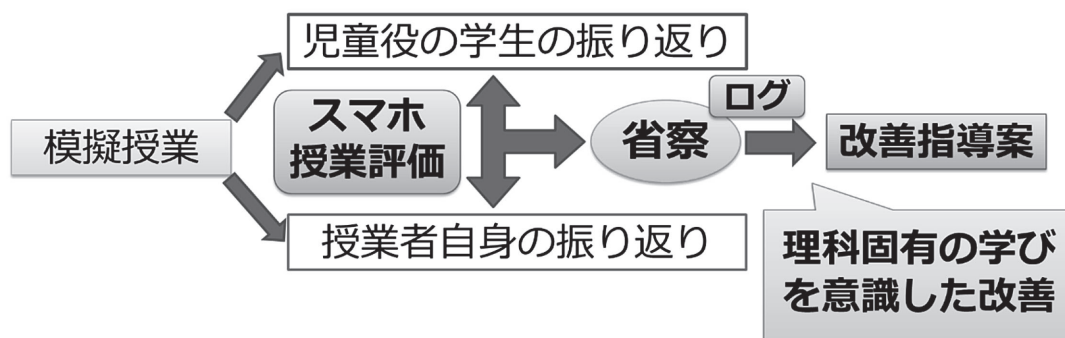 児童役の学生の振り返り
模擬授業
スマホ
授業評価
省察
ログ
改善指導案
授業者自身の振り返り
理科固有の学び
を意識した改善